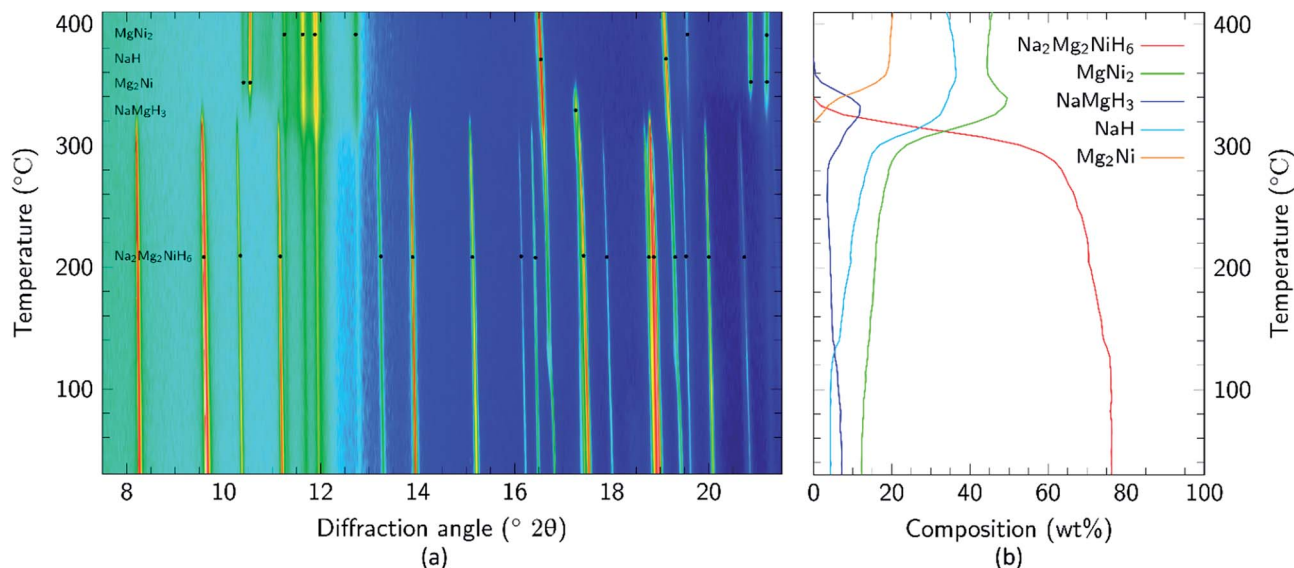 400
300
200
100
Temperature (°C)
MgNi₂
NaH
Mg₂Ni
NaMgH₃
Na₂Mg₂NiH₆
8 10 12 14 16 18 20
Diffraction angle (° 2θ)
(a)
Na₂Mg₂NiH₆
MgNi₂
NaMgH₃
NaH
Mg₂Ni
400
300
200
100
Temperature (°C)
0 20 40 60 80 100
Composition (wt%)
(b)